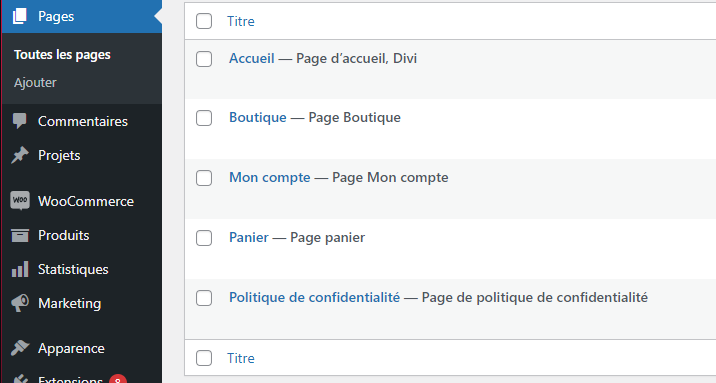 Pages
Toutes les pages
Ajouter
Commentaires
Projets
WOO
WooCommerce
Produits
Statistiques
Marketing
Apparence
Extensions 8
Titre
Accueil — Page d’accueil, Divi
Boutique — Page Boutique
Mon compte — Page Mon compte
Panier — Page panier
Politique de confidentialité — Page de politique de confidentialité
Titre